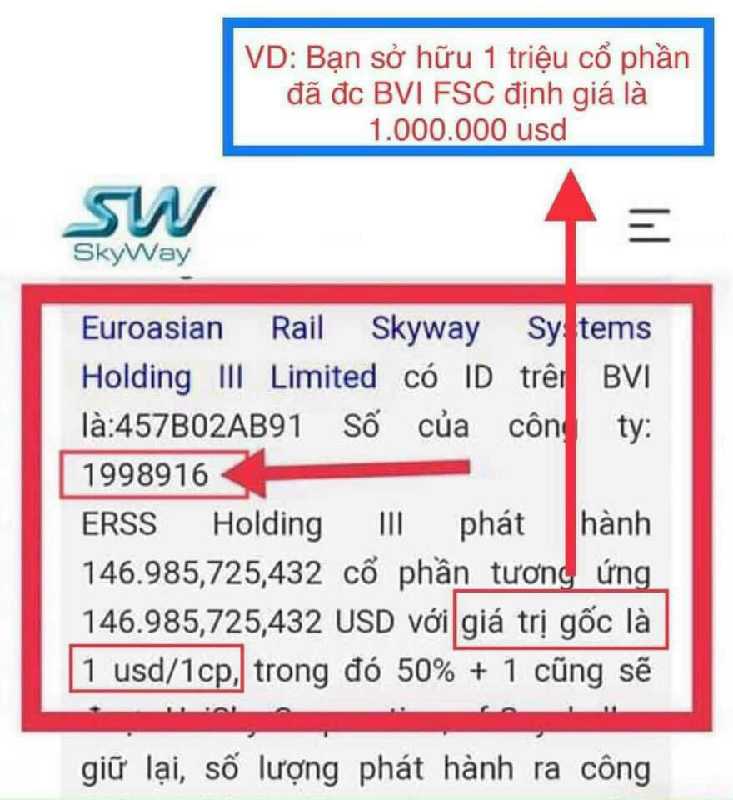 VD: Bạn sở hữu 1 triệu cổ phần
đã đc BVI FSC định giá là
1.000.000 usd
SW
SkyWay
Euroasian Rail Skyway Systems
Holding III Limited có ID trên BVI
là:457B02AB91 Số của công ty:
1998916
ERSS Holding III phát hành
146.985,725,432 cổ phần tương ứng
146.985,725,432 USD với giá trị gốc là
1 usd/1cp, trong đó 50% + 1 cũng sẽ
giữ lại, số lượng phát hành ra công